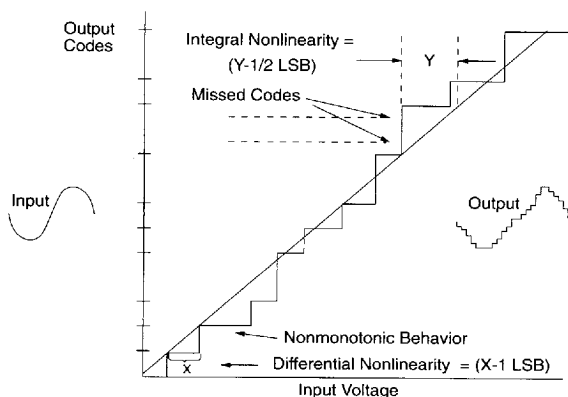 Output
Codes
Integral Nonlinearity =
(Y-1/2 LSB)
Y
Missed Codes
Input
Output
Nonmonotonic Behavior
X
Differential Nonlinearity = (X-1 LSB)
Input Voltage